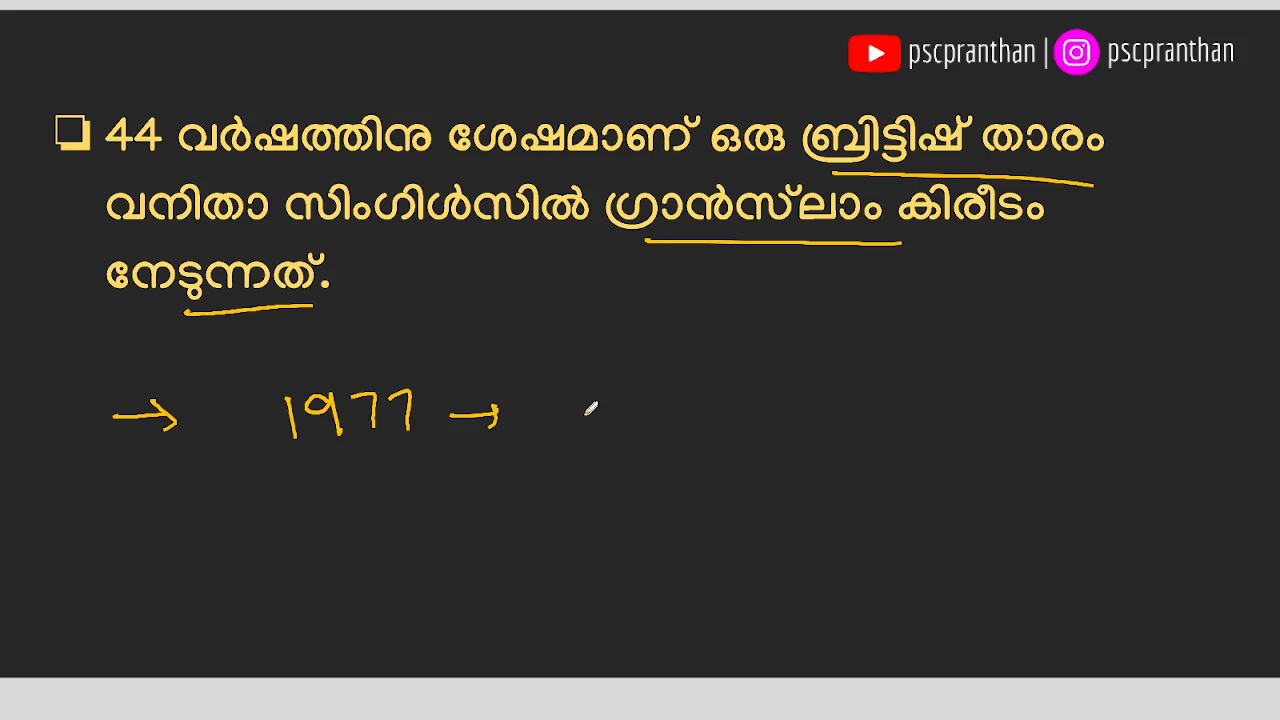 pscpranthan | pscpranthan
44 വർഷത്തിനു ശേഷമാണ് ഒരു ബ്രിട്ടിഷ് താരം
വനിതാ സിംഗിൾസിൽ ഗ്രാൻസ്‌ലാം കിരീടം
നേടുന്നത്.
→ 1977 →